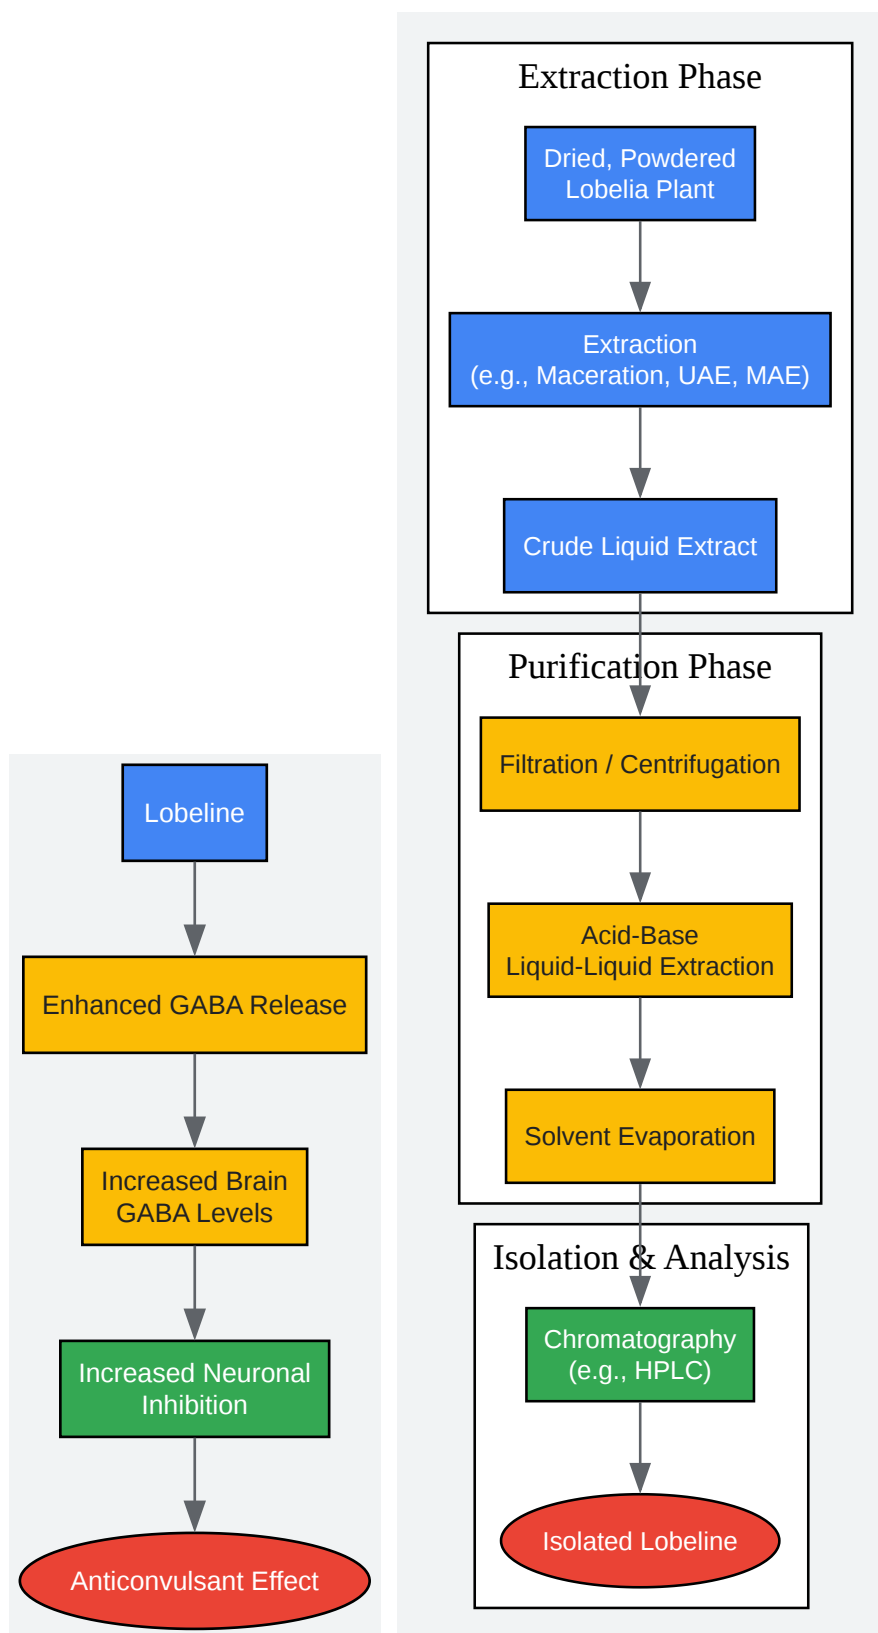 Extraction Phase
Dried, Powdered
Lobelia Plant
Extraction
(e.g., Maceration, UAE, MAE)
Crude Liquid Extract
Purification Phase
Filtration / Centrifugation
Acid-Base
Liquid-Liquid Extraction
Solvent Evaporation
Isolation & Analysis
Chromatography
(e.g., HPLC)
Isolated Lobeline
Lobeline
Enhanced GABA Release
Increased Brain
GABA Levels
Increased Neuronal
Inhibition
Anticonvulsant Effect